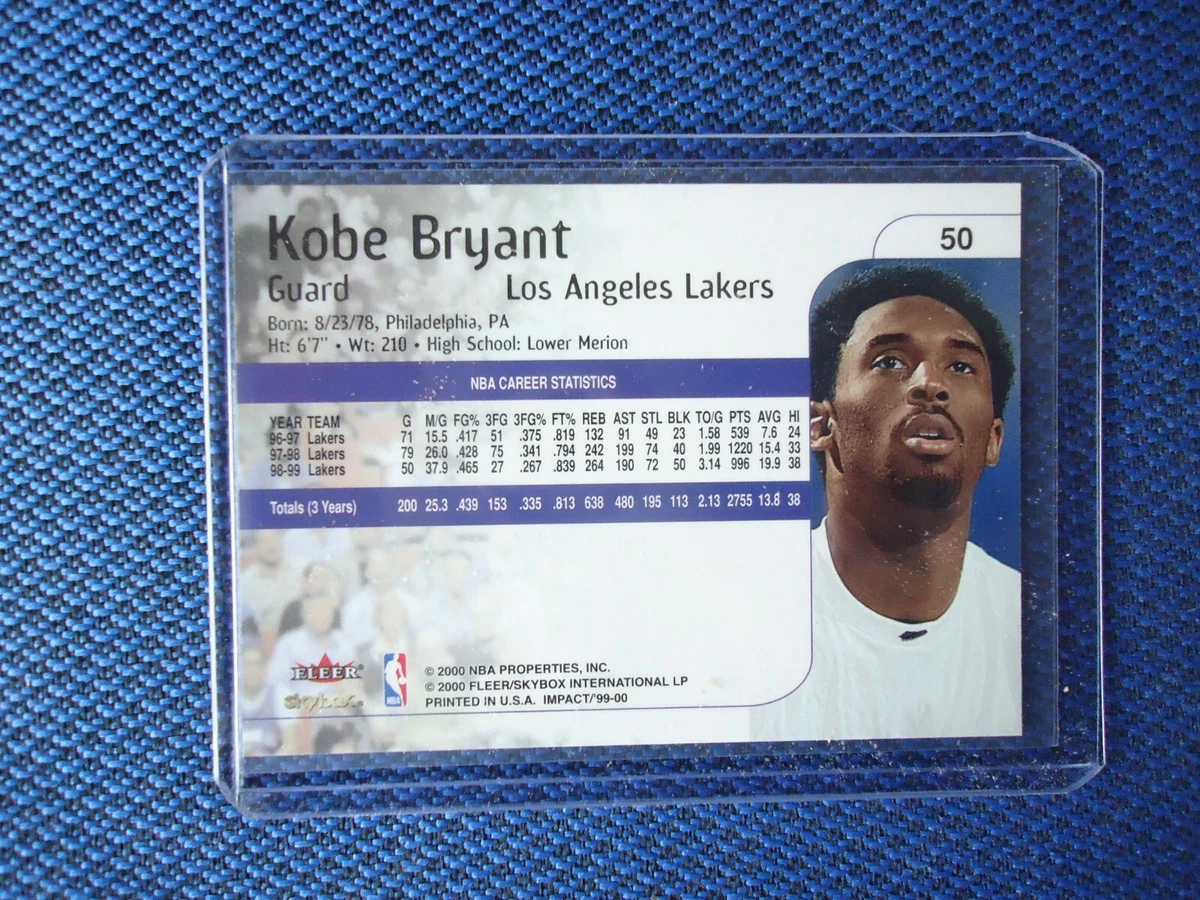 Kobe Bryant
50
Guard Los Angeles Lakers
Born: 8/23/78, Philadelphia, PA
Ht: 6'7" • Wt: 210 • High School: Lower Merion
NBA CAREER STATISTICS
YEAR TEAM G M/G FG% 3FG 3FG% FT% REB AST STL BLK TO/G PTS AVG HI
96-97 Lakers 71 15.5 .417 51 .375 .819 132 91 49 23 1.58 539 7.6 24
97-98 Lakers 79 26.0 .428 75 .341 .794 242 199 74 40 1.99 1220 15.4 33
98-99 Lakers 50 37.9 .465 27 .267 .839 264 190 72 50 3.14 996 19.9 38
Totals (3 Years) 200 25.3 .439 153 .335 .813 638 480 195 113 2.13 2755 13.8 38
FLEER®
skybox®
NBA
© 2000 NBA PROPERTIES, INC.
© 2000 FLEER/SKYBOX INTERNATIONAL LP
PRINTED IN U.S.A. IMPACT/'99-00